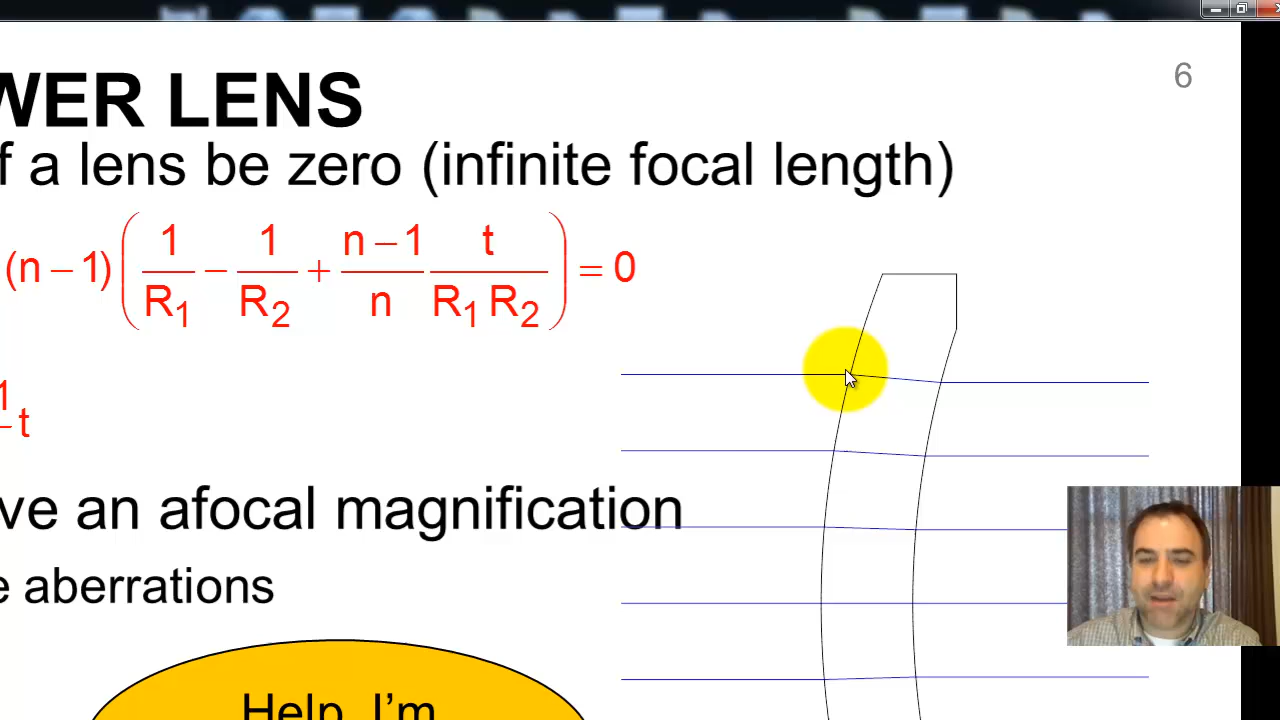 6
WER LENS
f a lens be zero (infinite focal length)
(n − 1) ( 1/R₁ − 1/R₂ + n − 1/n t/R₁ R₂ ) = 0
1
– t
ve an afocal magnification
e aberrations
Help, I’m